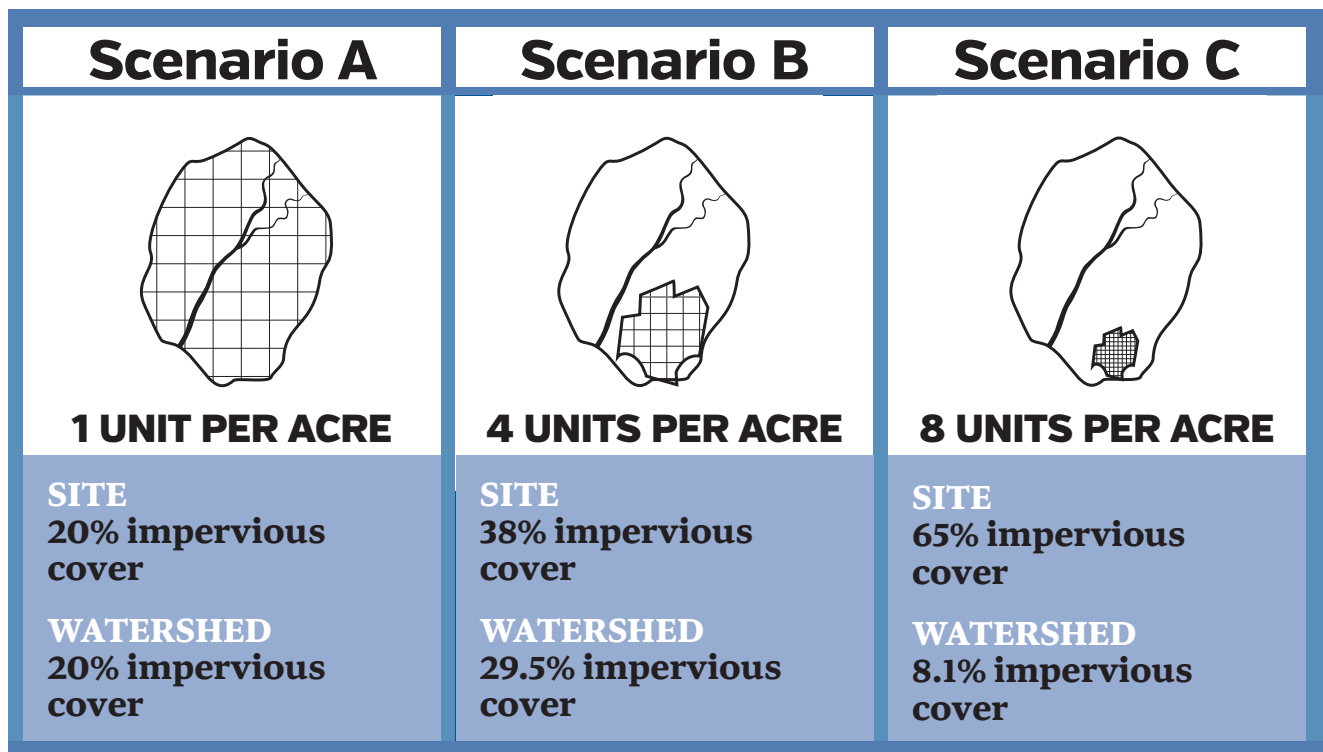 Scenario A
1 UNIT PER ACRE
SITE
20% impervious
cover
WATERSHED
20% impervious
cover
Scenario B
4 UNITS PER ACRE
SITE
38% impervious
cover
WATERSHED
29.5% impervious
cover
Scenario C
8 UNITS PER ACRE
SITE
65% impervious
cover
WATERSHED
8.1% impervious
cover